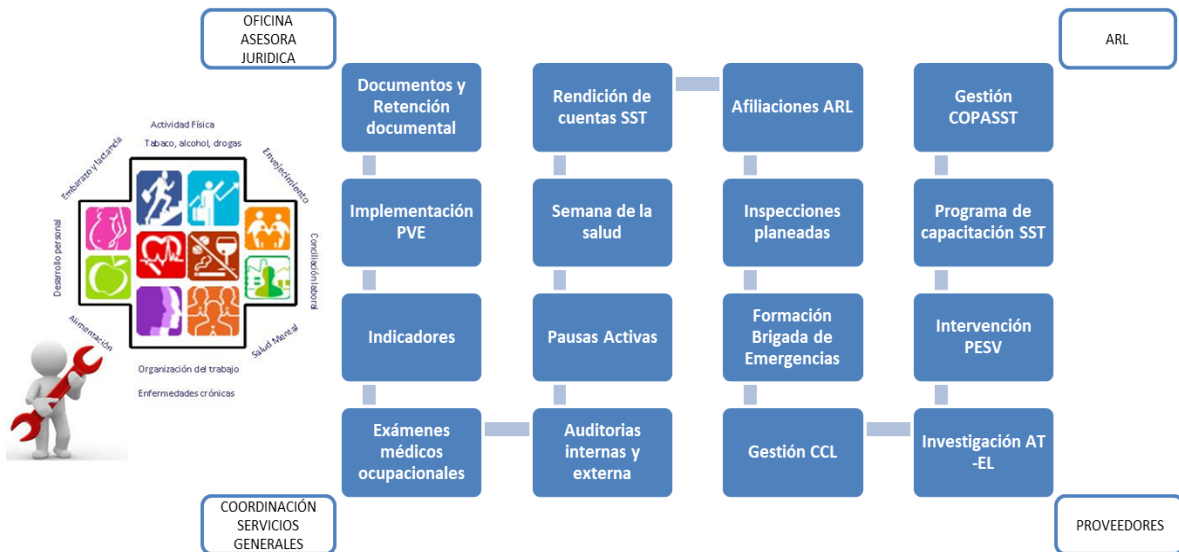 OFICINA
ASESORA
JURIDICA
ARL
Actividad Física
Tabaco, alcohol, drogas
Embarazo y lactancia
Envejecimiento
Desarrollo personal
Conciliación laboral
Alimentación
Salud Mental
Organización del trabajo
Enfermedades crónicas
Documentos y
Retención
documental
Implementación
PVE
Indicadores
Exámenes
médicos
ocupacionales
Auditorias
internas y
externa
Pausas Activas
Semana de la
salud
Rendición de
cuentas SST
Afiliaciones ARL
Inspecciones
planeadas
Formación
Brigada de
Emergencias
Gestión CCL
Investigación AT
-EL
Intervención
PESV
Programa de
capacitación SST
Gestión
COPASST
COORDINACIÓN
SERVICIOS
GENERALES
PROVEEDORES